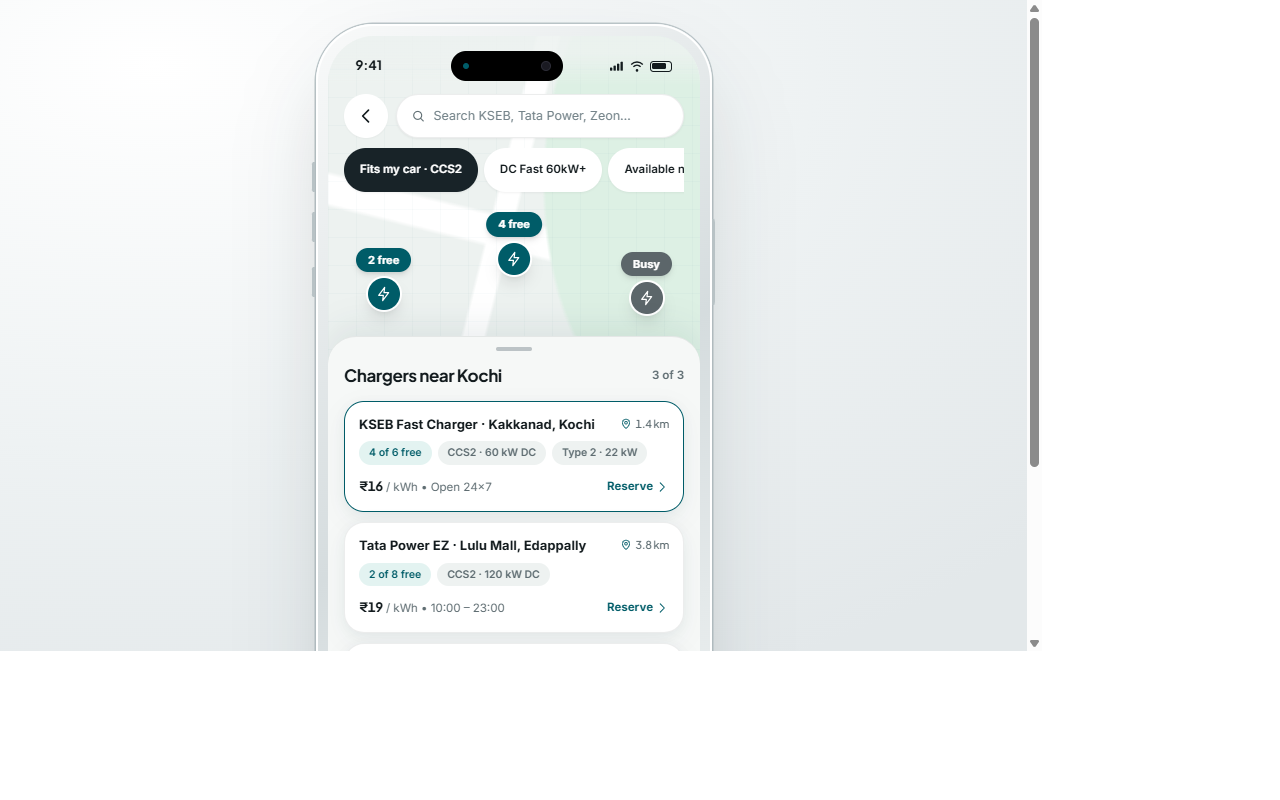 9:41
Search KSEB, Tata Power, Zeon...
Fits my car · CCS2
DC Fast 60kW+
Available n
4 free
2 free
Busy
Chargers near Kochi
3 of 3
KSEB Fast Charger · Kakkanad, Kochi
1.4 km
4 of 6 free
CCS2 · 60 kW DC
Type 2 · 22 kW
₹16 / kWh • Open 24×7
Reserve
Tata Power EZ · Lulu Mall, Edappally
3.8 km
2 of 8 free
CCS2 · 120 kW DC
₹19 / kWh • 10:00 – 23:00
Reserve